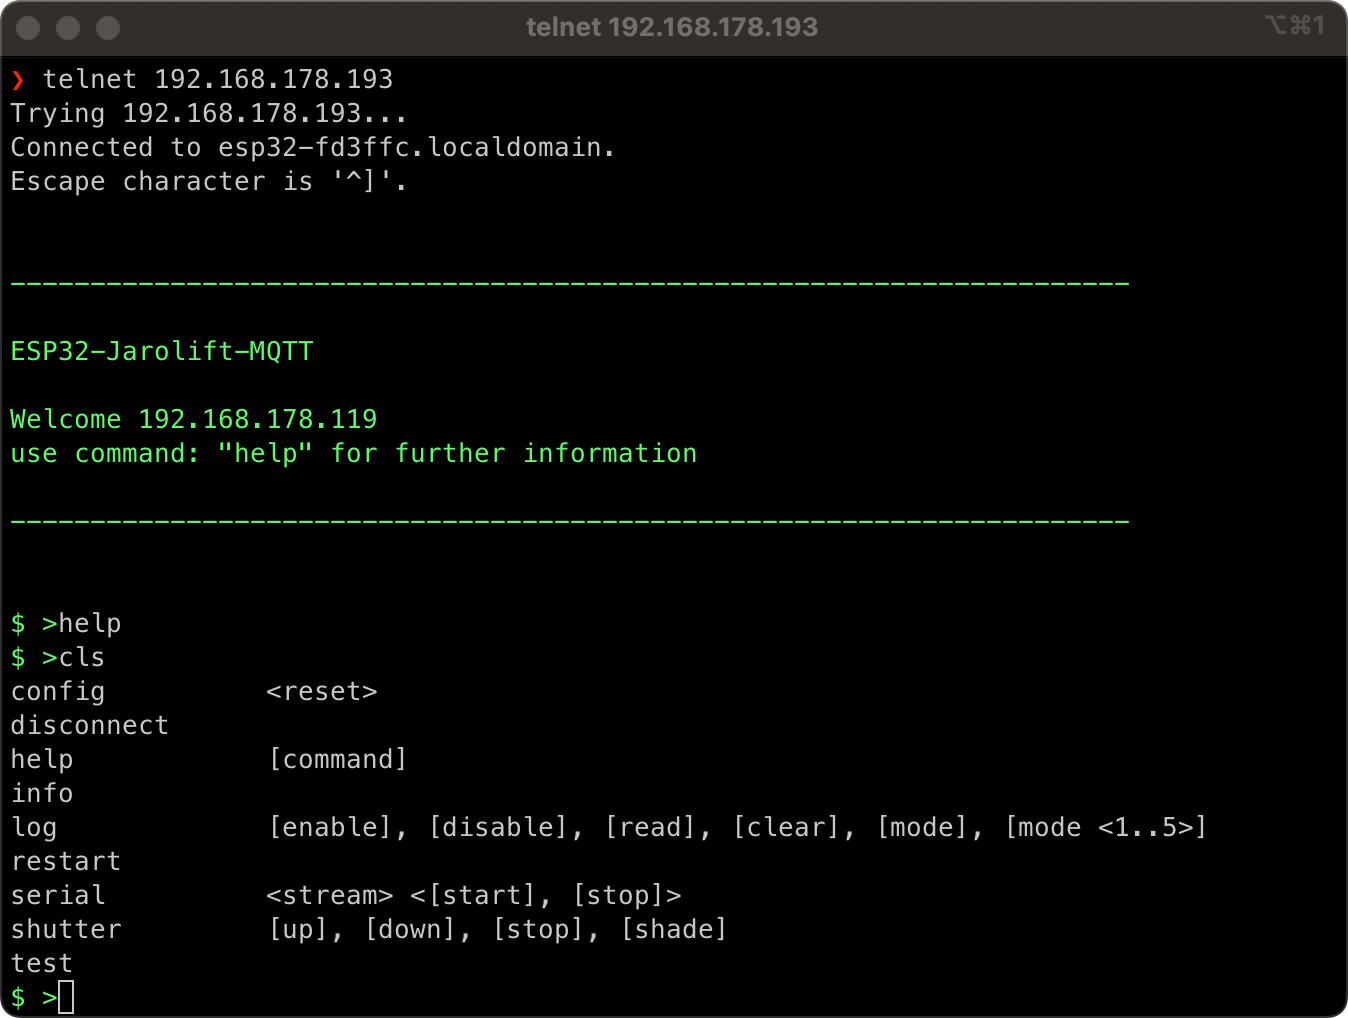 telnet 192.168.178.193
⌥⌘1
❯ telnet 192.168.178.193
Trying 192.168.178.193...
Connected to esp32-fd3ffc.localdomain.
Escape character is '^]'.
----------------------------------------------------------------------
ESP32-Jarolift-MQTT
Welcome 192.168.178.119
use command: "help" for further information
----------------------------------------------------------------------
$ >help
$ >cls
config          <reset>
disconnect
help            [command]
info
log             [enable], [disable], [read], [clear], [mode], [mode <1..5>]
restart
serial          <stream> <[start], [stop]>
shutter         [up], [down], [stop], [shade]
test
$ >